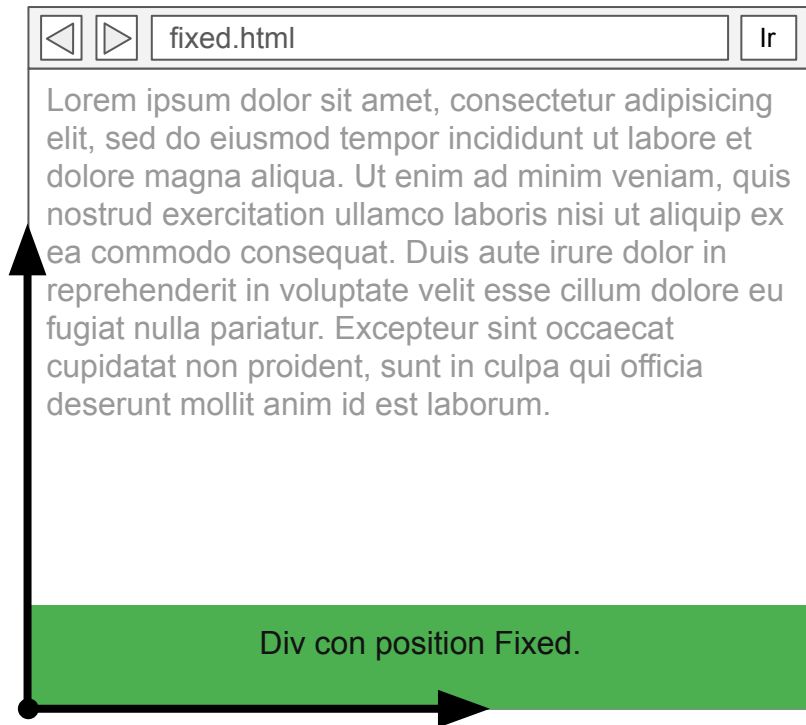 fixed.html
Ir
Lorem ipsum dolor sit amet, consectetur adipisicing
elit, sed do eiusmod tempor incididunt ut labore et
dolore magna aliqua. Ut enim ad minim veniam, quis
nostrud exercitation ullamco laboris nisi ut aliquip ex
ea commodo consequat. Duis aute irure dolor in
reprehenderit in voluptate velit esse cillum dolore eu
fugiat nulla pariatur. Excepteur sint occaecat
cupidatat non proident, sunt in culpa qui officia
deserunt mollit anim id est laborum.
Div con position Fixed.